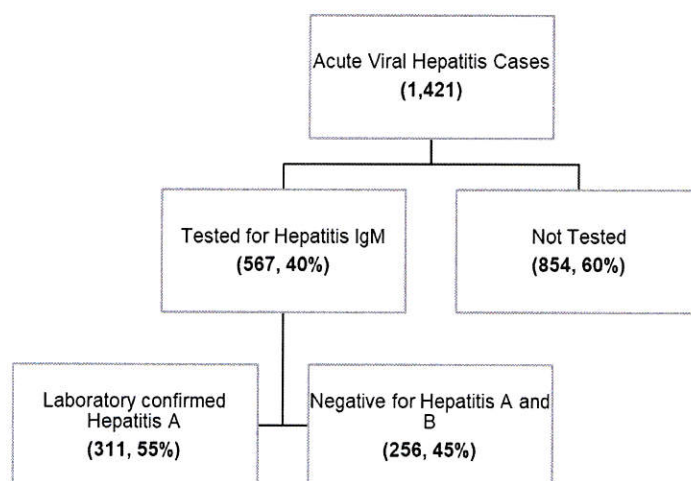 Acute Viral Hepatitis Cases
(1,421)
Tested for Hepatitis IgM
(567, 40%)
Not Tested
(854, 60%)
Laboratory confirmed
Hepatitis A
(311, 55%)
Negative for Hepatitis A and
B
(256, 45%)